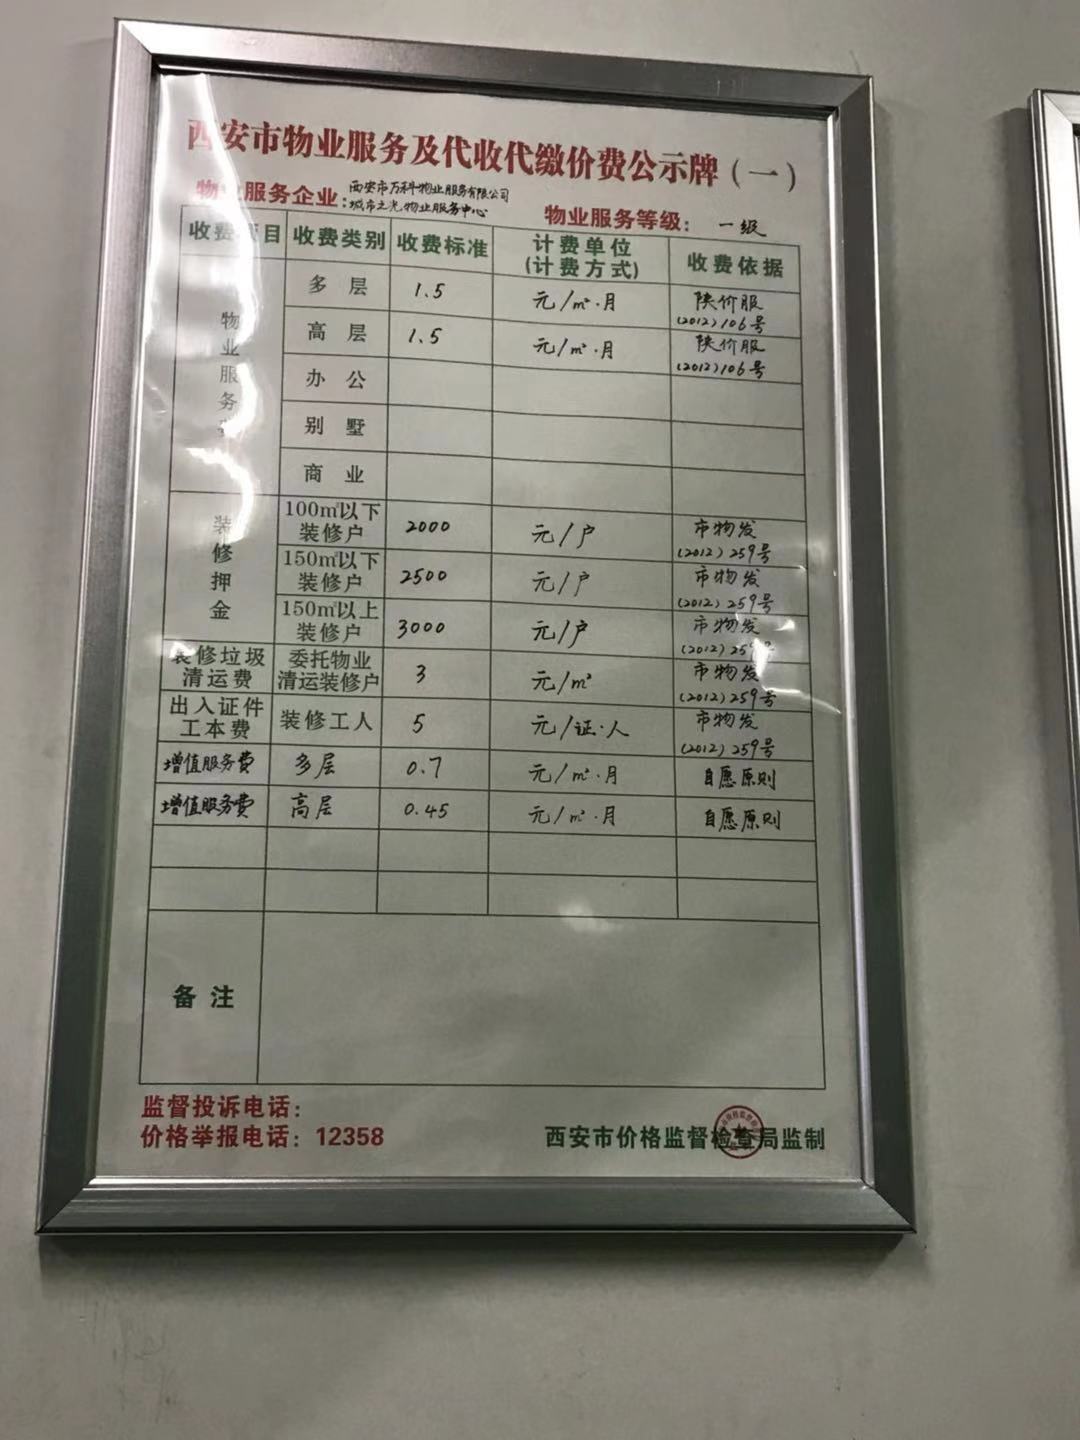 西安市物业服务及代收代缴价费公示牌(一)
物业服务企业:西安市万科物业服务有限公司
城市之光物业服务中心
物业服务等级: 一级
收费项目 收费类别 收费标准 计费单位(计费方式) 收费依据
物业服务费
多层 1.5 元/㎡·月 陕价服(2012)106号
高层 1.5 元/㎡·月 陕价服(2012)106号
办公
别墅
商业
装修押金
100㎡以下装修户 2000 元/户 市物发(2012)259号
150㎡以下装修户 2500 元/户 市物发(2012)259号
150㎡以上装修户 3000 元/户 市物发(2012)259号
装修垃圾清运费 委托物业清运装修户 3 元/㎡ 市物发(2012)259号
出入证件工本费 装修工人 5 元/证·人 市物发(2012)259号
增值服务费 多层 0.7 元/㎡·月 自愿原则
增值服务费 高层 0.45 元/㎡·月 自愿原则
备注
监督投诉电话:
价格举报电话: 12358
西安市价格监督检查局监制